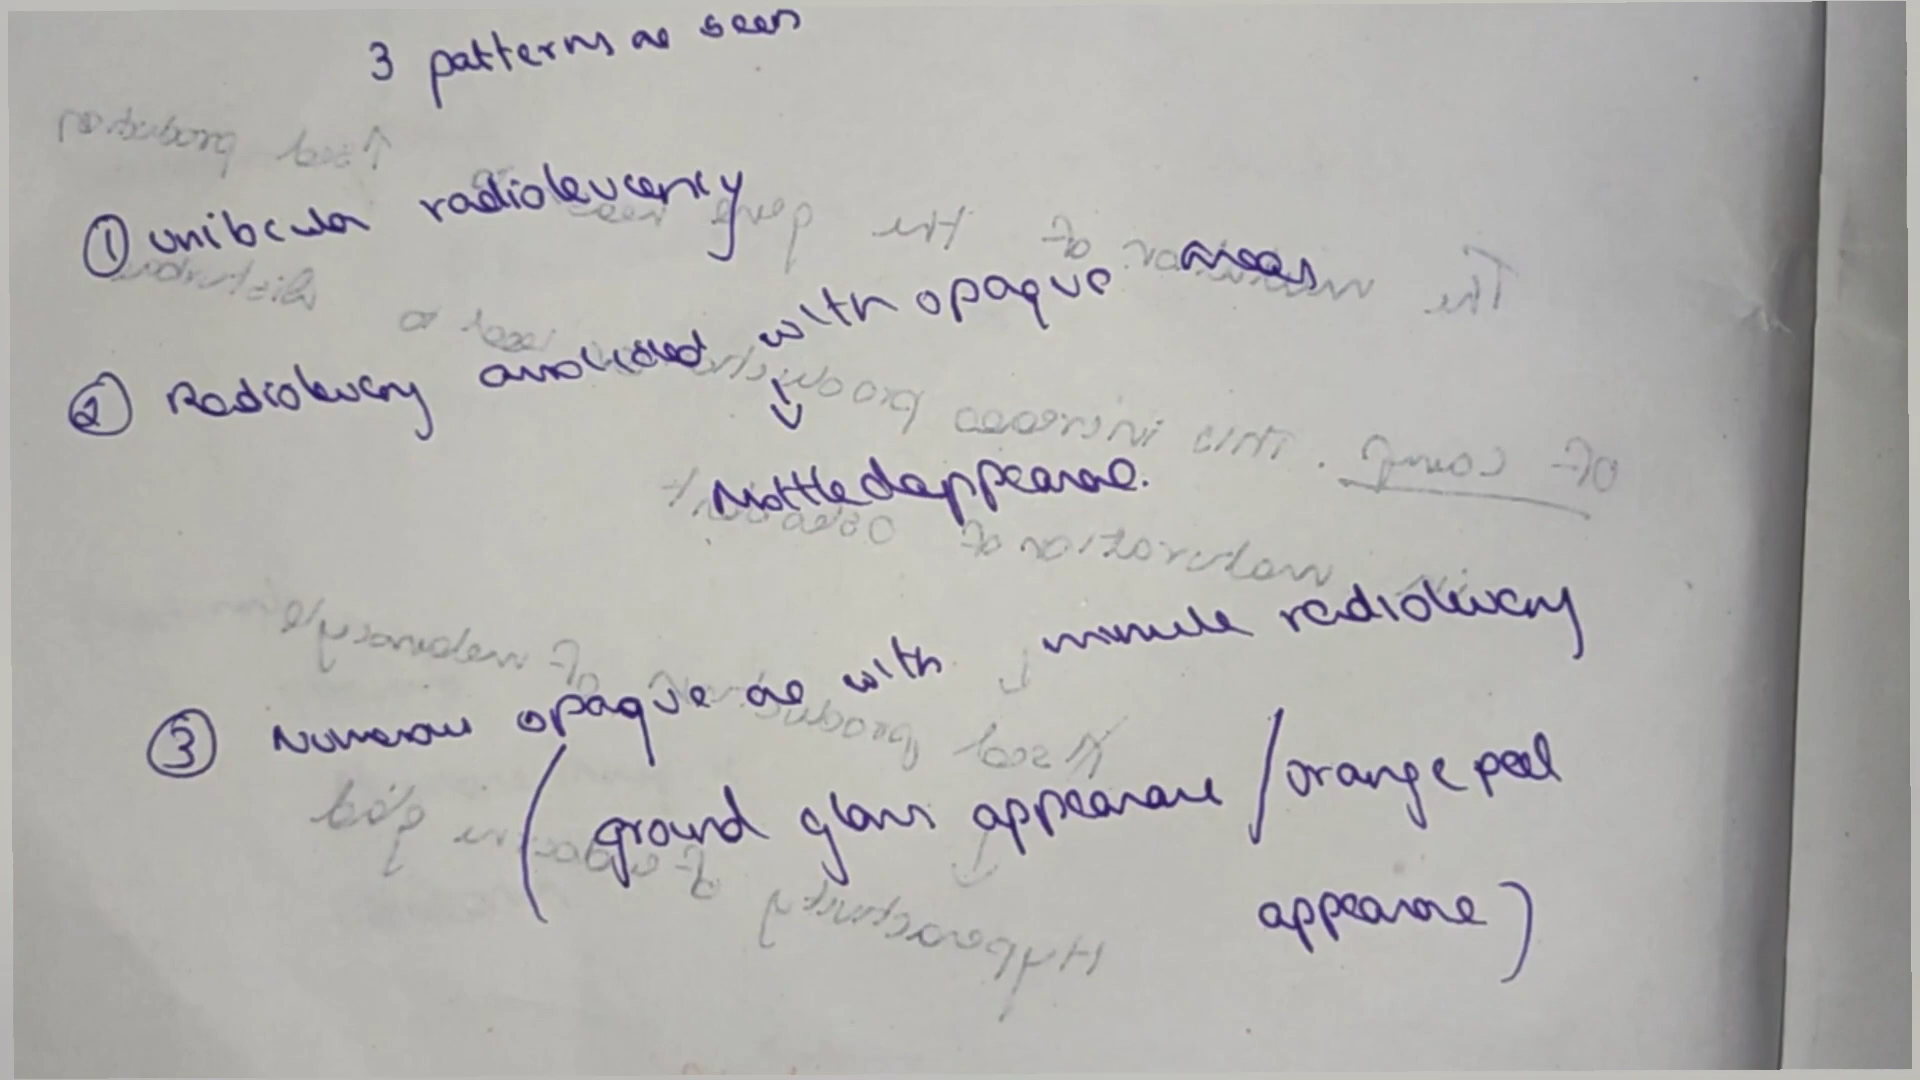 3 patterns are seen
① Unilocular radiolucency
② Radiolucency associated with opaque areas
↓
Mottled appearance.
③ Numerous opaque are with minute radiolucency
(ground glass appearance / orange peel
appearance)